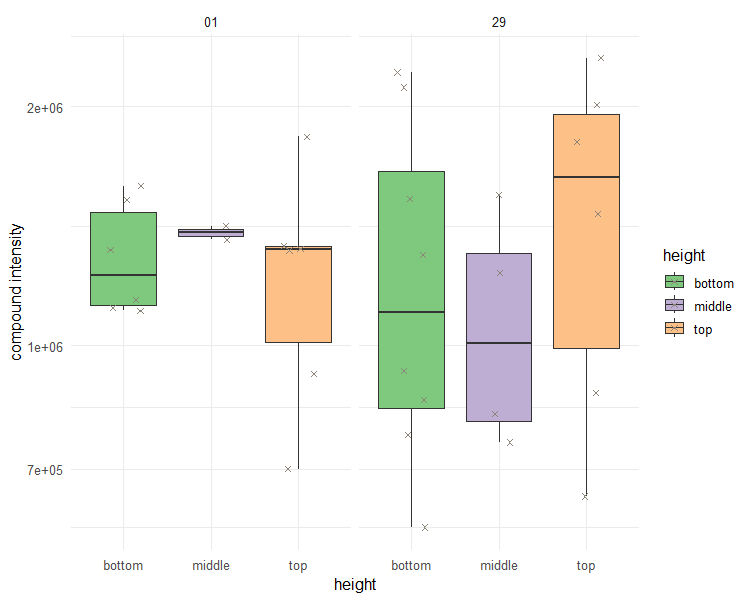 01
29
2e+06
1e+06
7e+05
compound intensity
bottom
middle
top
bottom
middle
top
height
height
bottom
middle
top